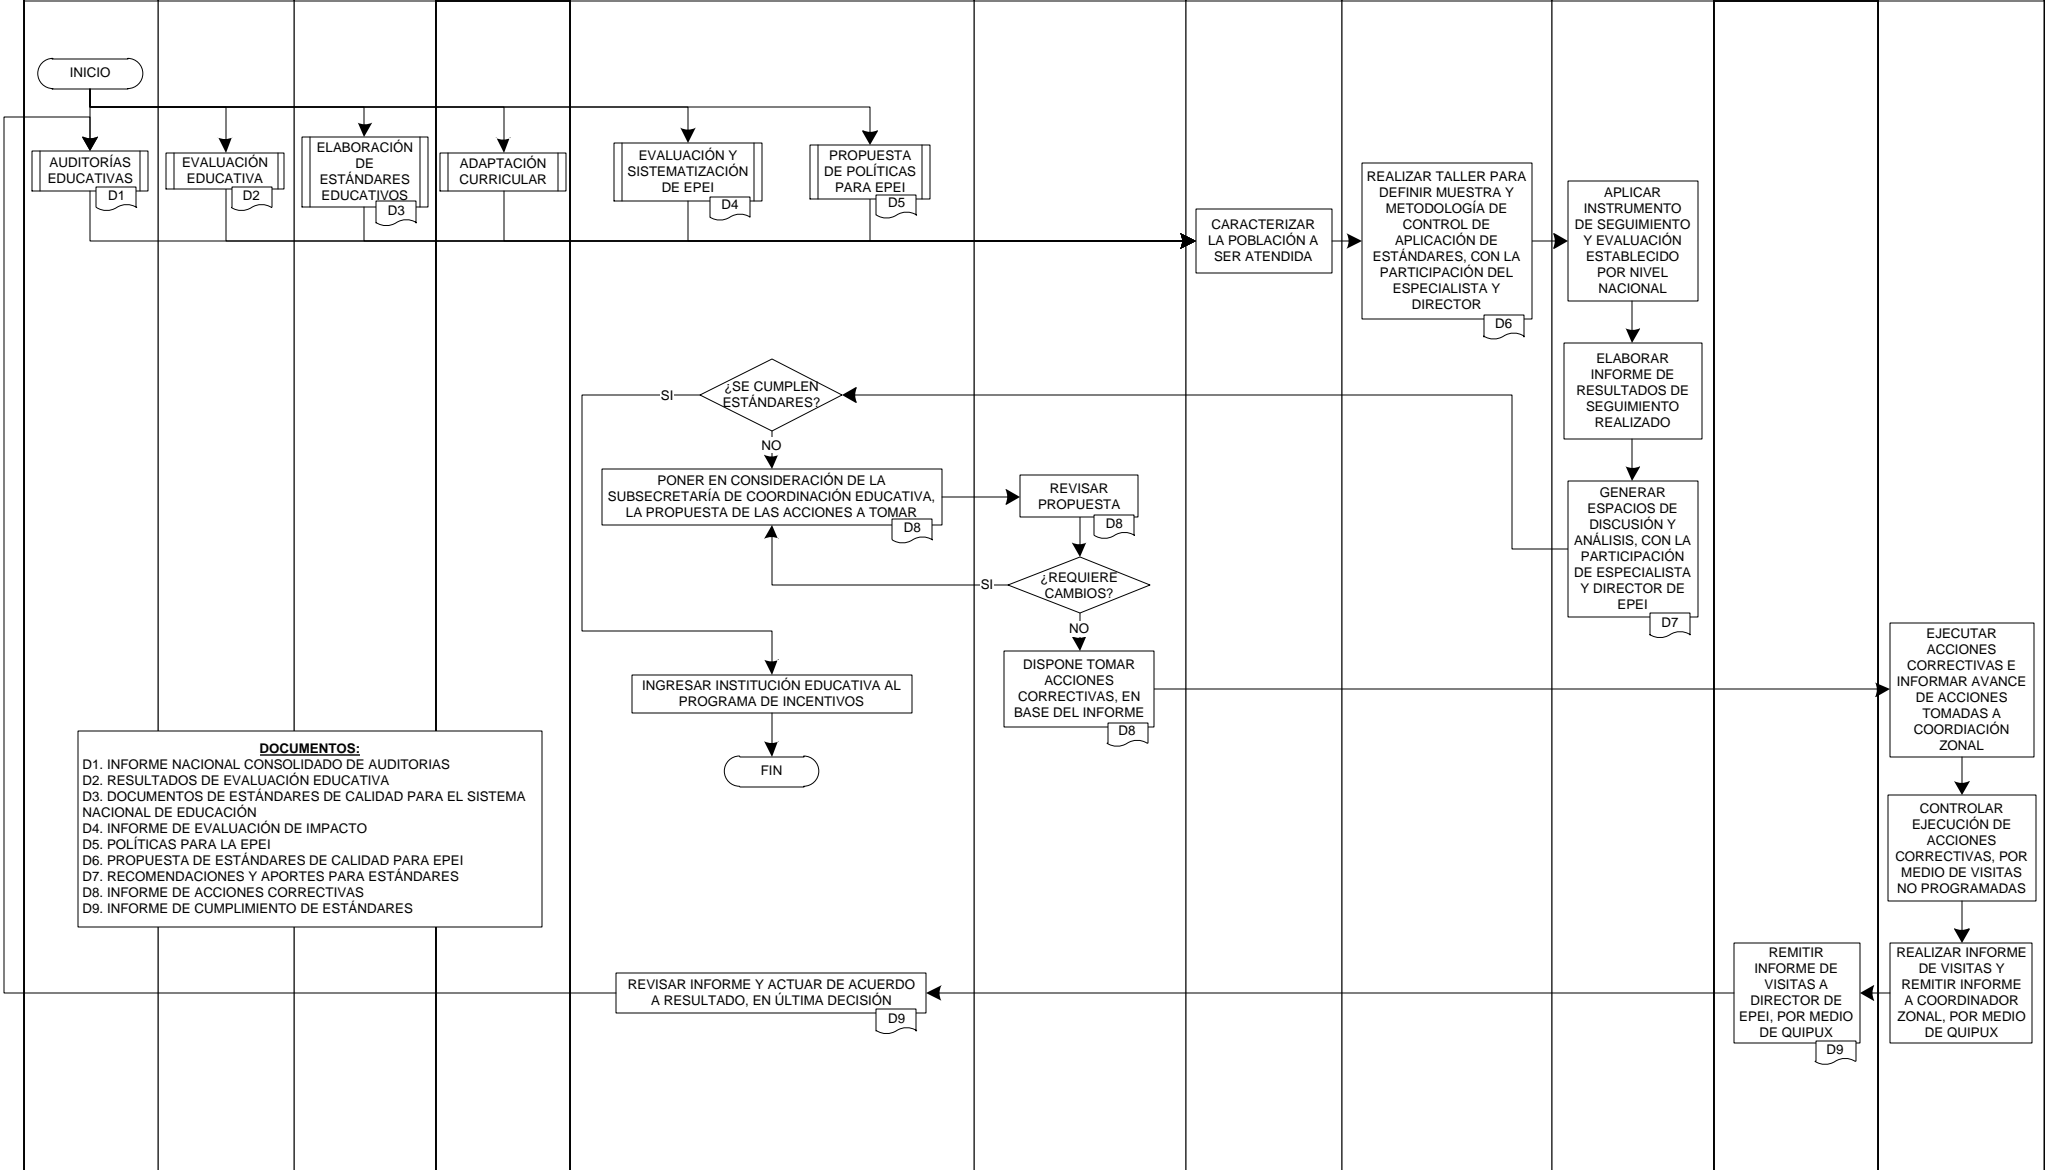 INICIO
AUDITORÍAS
EDUCATIVAS
D1
EVALUACIÓN
EDUCATIVA
D2
ELABORACIÓN
DE
ESTÁNDARES
EDUCATIVOS
D3
ADAPTACIÓN
CURRICULAR
EVALUACIÓN Y
SISTEMATIZACIÓN
DE EPEI
D4
PROPUESTA
DE POLÍTICAS
PARA EPEI
D5
CARACTERIZAR
LA POBLACIÓN A
SER ATENDIDA
REALIZAR TALLER PARA
DEFINIR MUESTRA Y
METODOLOGÍA DE
CONTROL DE
APLICACIÓN DE
ESTÁNDARES, CON LA
PARTICIPACIÓN DEL
ESPECIALISTA Y
DIRECTOR
D6
APLICAR
INSTRUMENTO
DE SEGUIMIENTO
Y EVALUACIÓN
ESTABLECIDO
POR NIVEL
NACIONAL
ELABORAR
INFORME DE
RESULTADOS DE
SEGUIMIENTO
REALIZADO
GENERAR
ESPACIOS DE
DISCUSIÓN Y
ANÁLISIS, CON LA
PARTICIPACIÓN
DE ESPECIALISTA
Y DIRECTOR DE
EPEI
D7
¿SE CUMPLEN
ESTÁNDARES?
SI
NO
PONER EN CONSIDERACIÓN DE LA
SUBSECRETARÍA DE COORDINACIÓN EDUCATIVA,
LA PROPUESTA DE LAS ACCIONES A TOMAR
D8
REVISAR
PROPUESTA
D8
¿REQUIERE
CAMBIOS?
SI
NO
DISPONE TOMAR
ACCIONES
CORRECTIVAS, EN
BASE DEL INFORME
D8
INGRESAR INSTITUCIÓN EDUCATIVA AL
PROGRAMA DE INCENTIVOS
FIN
EJECUTAR
ACCIONES
CORRECTIVAS E
INFORMAR AVANCE
DE ACCIONES
TOMADAS A
COORDIACIÓN
ZONAL
CONTROLAR
EJECUCIÓN DE
ACCIONES
CORRECTIVAS, POR
MEDIO DE VISITAS
NO PROGRAMADAS
REALIZAR INFORME
DE VISITAS Y
REMITIR INFORME
A COORDINADOR
ZONAL, POR MEDIO
DE QUIPUX
REMITIR
INFORME DE
VISITAS A
DIRECTOR DE
EPEI, POR MEDIO
DE QUIPUX
D9
REVISAR INFORME Y ACTUAR DE ACUERDO
A RESULTADO, EN ÚLTIMA DECISIÓN
D9
DOCUMENTOS:
D1. INFORME NACIONAL CONSOLIDADO DE AUDITORIAS
D2. RESULTADOS DE EVALUACIÓN EDUCATIVA
D3. DOCUMENTOS DE ESTÁNDARES DE CALIDAD PARA EL SISTEMA
NACIONAL DE EDUCACIÓN
D4. INFORME DE EVALUACIÓN DE IMPACTO
D5. POLÍTICAS PARA LA EPEI
D6. PROPUESTA DE ESTÁNDARES DE CALIDAD PARA EPEI
D7. RECOMENDACIONES Y APORTES PARA ESTÁNDARES
D8. INFORME DE ACCIONES CORRECTIVAS
D9. INFORME DE CUMPLIMIENTO DE ESTÁNDARES